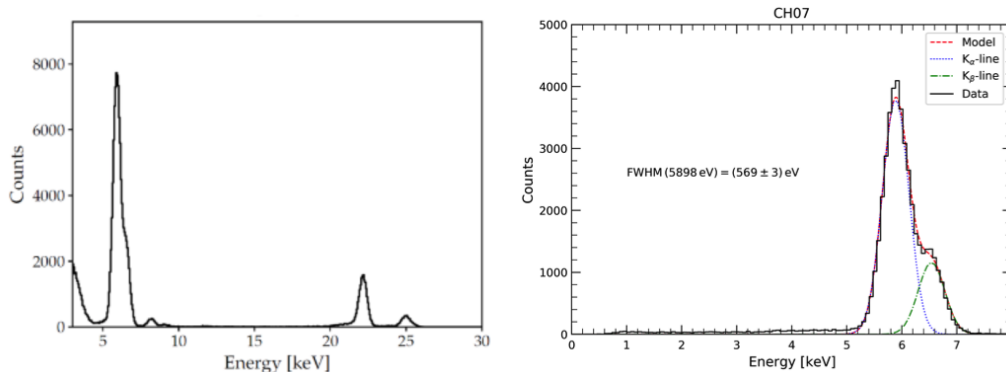 8000
6000
4000
2000
0
Counts
5
10
15
20
25
30
Energy [keV]
CH07
5000
4000
3000
2000
1000
0
Counts
Model
Kα-line
Kβ-line
Data
FWHM (5898 eV) = (569 ± 3) eV
0
1
2
3
4
5
6
7
Energy [keV]